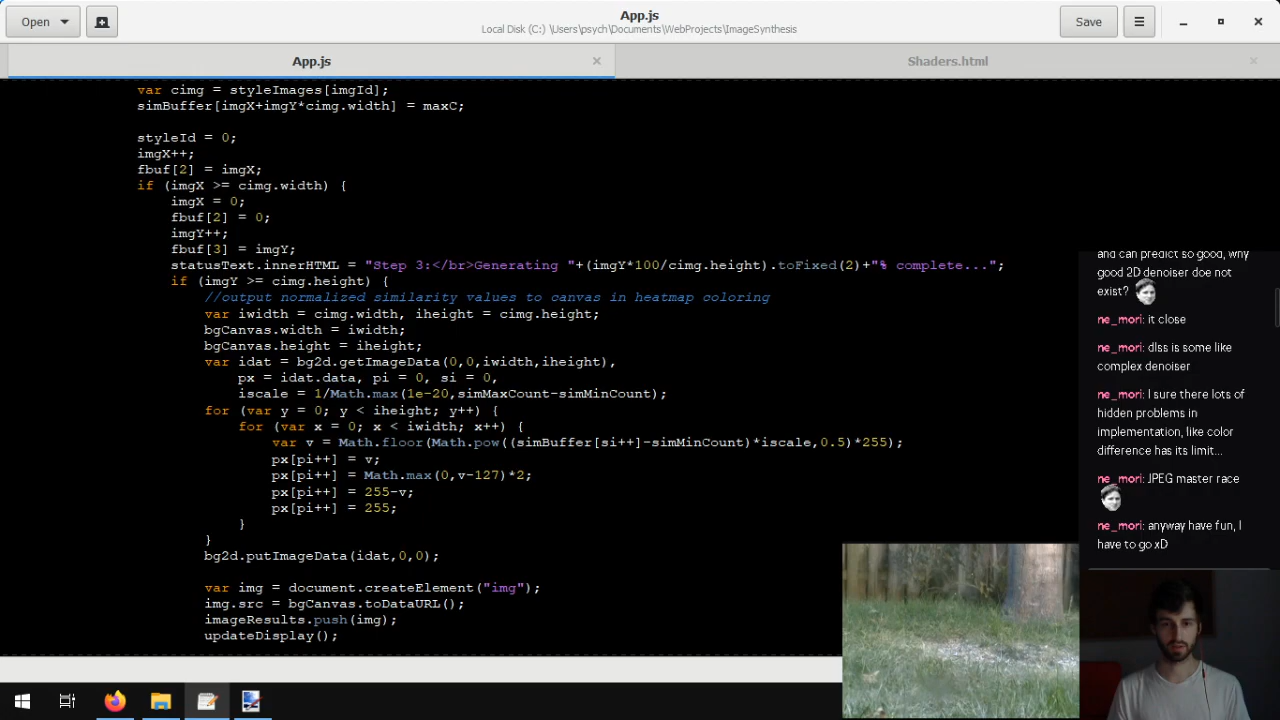 Open
App.js
Local Disk (C:) \Users\psych\Documents\WebProjects\ImageSynthesis
Save
App.js
Shaders.html
var cimg = styleImages[imgId];
simBuffer[imgX+imgY*cimg.width] = maxC;
styleId = 0;
imgX++;
fbuf[2] = imgX;
if (imgX >= cimg.width) {
imgX = 0;
fbuf[2] = 0;
imgY++;
fbuf[3] = imgY;
statusText.innerHTML = "Step 3:</br>Generating "+(imgY*100/cimg.height).toFixed(2)+"% complete...";
if (imgY >= cimg.height) {
//output normalized similarity values to canvas in heatmap coloring
var iwidth = cimg.width, iheight = cimg.height;
bgCanvas.width = iwidth;
bgCanvas.height = iheight;
var idat = bg2d.getImageData(0,0,iwidth,iheight),
px = idat.data, pi = 0, si = 0,
iscale = 1/Math.max(1e-20,simMaxCount-simMinCount);
for (var y = 0; y < iheight; y++) {
for (var x = 0; x < iwidth; x++) {
var v = Math.floor(Math.pow((simBuffer[si++]-simMinCount)*iscale,0.5)*255);
px[pi++] = v;
px[pi++] = Math.max(0,v-127)*2;
px[pi++] = 255-v;
px[pi++] = 255;
}
}
bg2d.putImageData(idat,0,0);
var img = document.createElement("img");
img.src = bgCanvas.toDataURL();
imageResults.push(img);
updateDisplay();
and can predict so good, why
good 2D denoiser doe not
exist?
ne_mori: it close
ne_mori: dlss is some like
complex denoiser
ne_mori: I sure there lots of
hidden problems in
implementation, like color
difference has its limit...
ne_mori: JPEG master race
ne_mori: anyway have fun, I
have to go xD